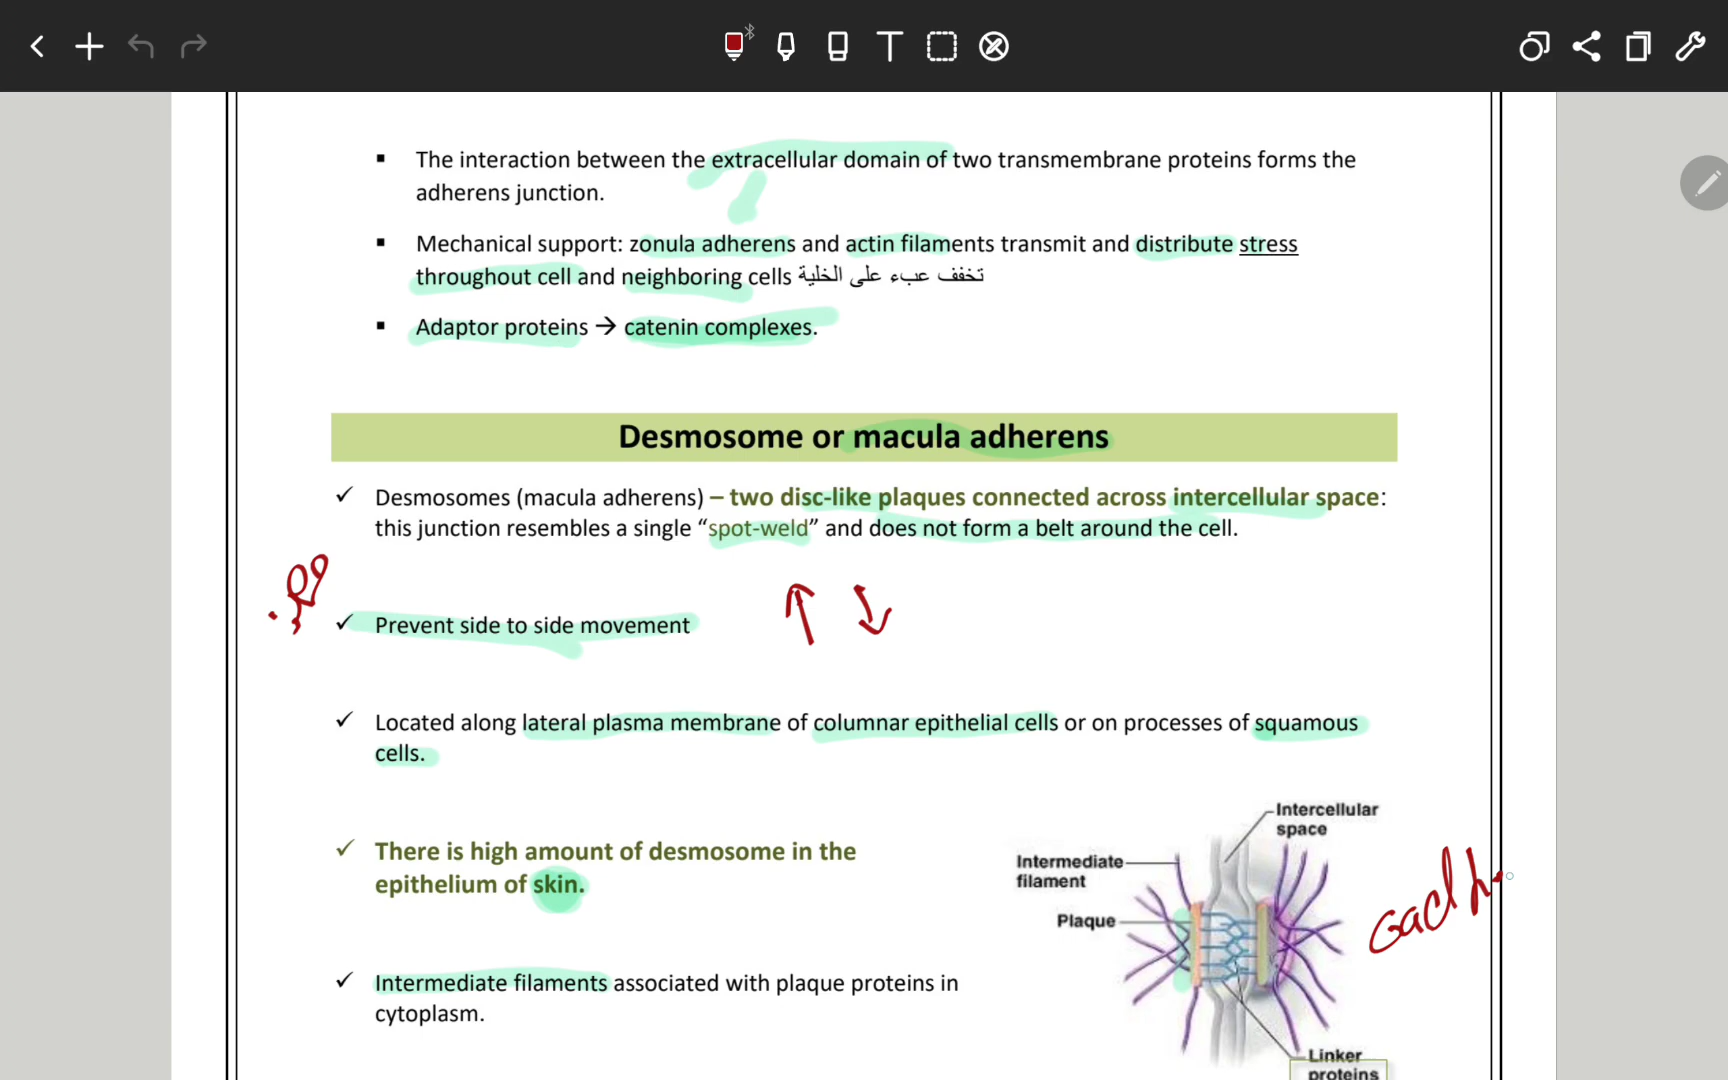 ▪ The interaction between the extracellular domain of two transmembrane proteins forms the
adherens junction.
▪ Mechanical support: zonula adherens and actin filaments transmit and distribute stress
throughout cell and neighboring cells تخفف عبء على الخلية
▪ Adaptor proteins → catenin complexes.
Desmosome or macula adherens
✓ Desmosomes (macula adherens) – two disc-like plaques connected across intercellular space:
this junction resembles a single “spot-weld” and does not form a belt around the cell.
✓ Prevent side to side movement
✓ Located along lateral plasma membrane of columnar epithelial cells or on processes of squamous
cells.
✓ There is high amount of desmosome in the
epithelium of skin.
✓ Intermediate filaments associated with plaque proteins in
cytoplasm.
Intercellular
space
Intermediate
filament
Plaque
Linker
proteins